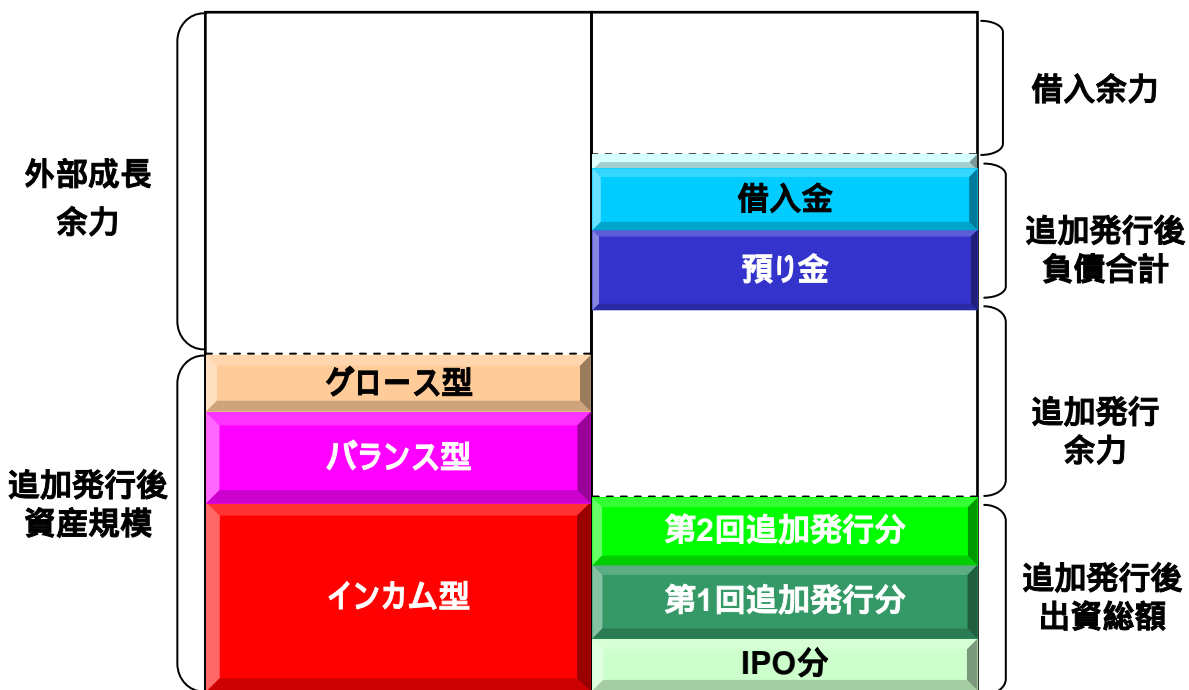 外部成長
余力
追加発行後
資産規模
グロース型
バランス型
インカム型
借入金
預り金
第2回追加発行分
第1回追加発行分
IPO分
借入余力
追加発行後
負債合計
追加発行
余力
追加発行後
出資総額